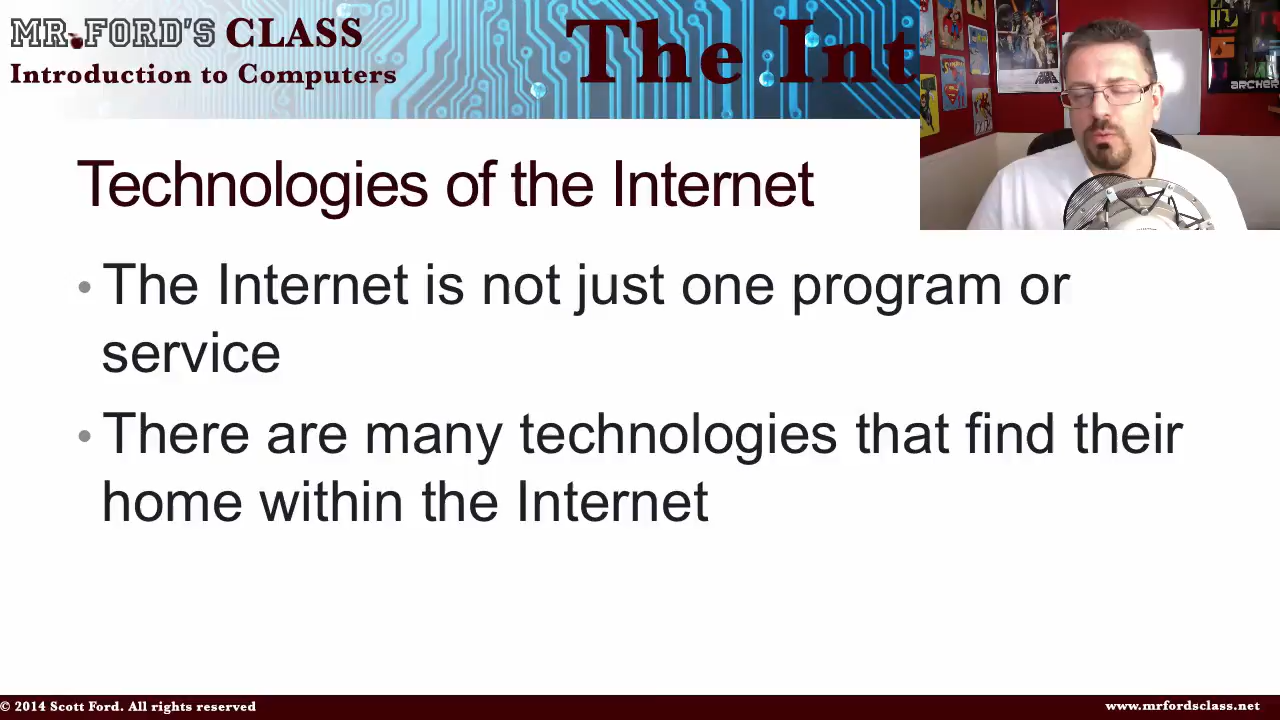 MR. FORD'S CLASS
Introduction to Computers
The Int
ARCHER
Technologies of the Internet
• The Internet is not just one program or
service
• There are many technologies that find their
home within the Internet
© 2014 Scott Ford. All rights reserved
www.mrfordsclass.net